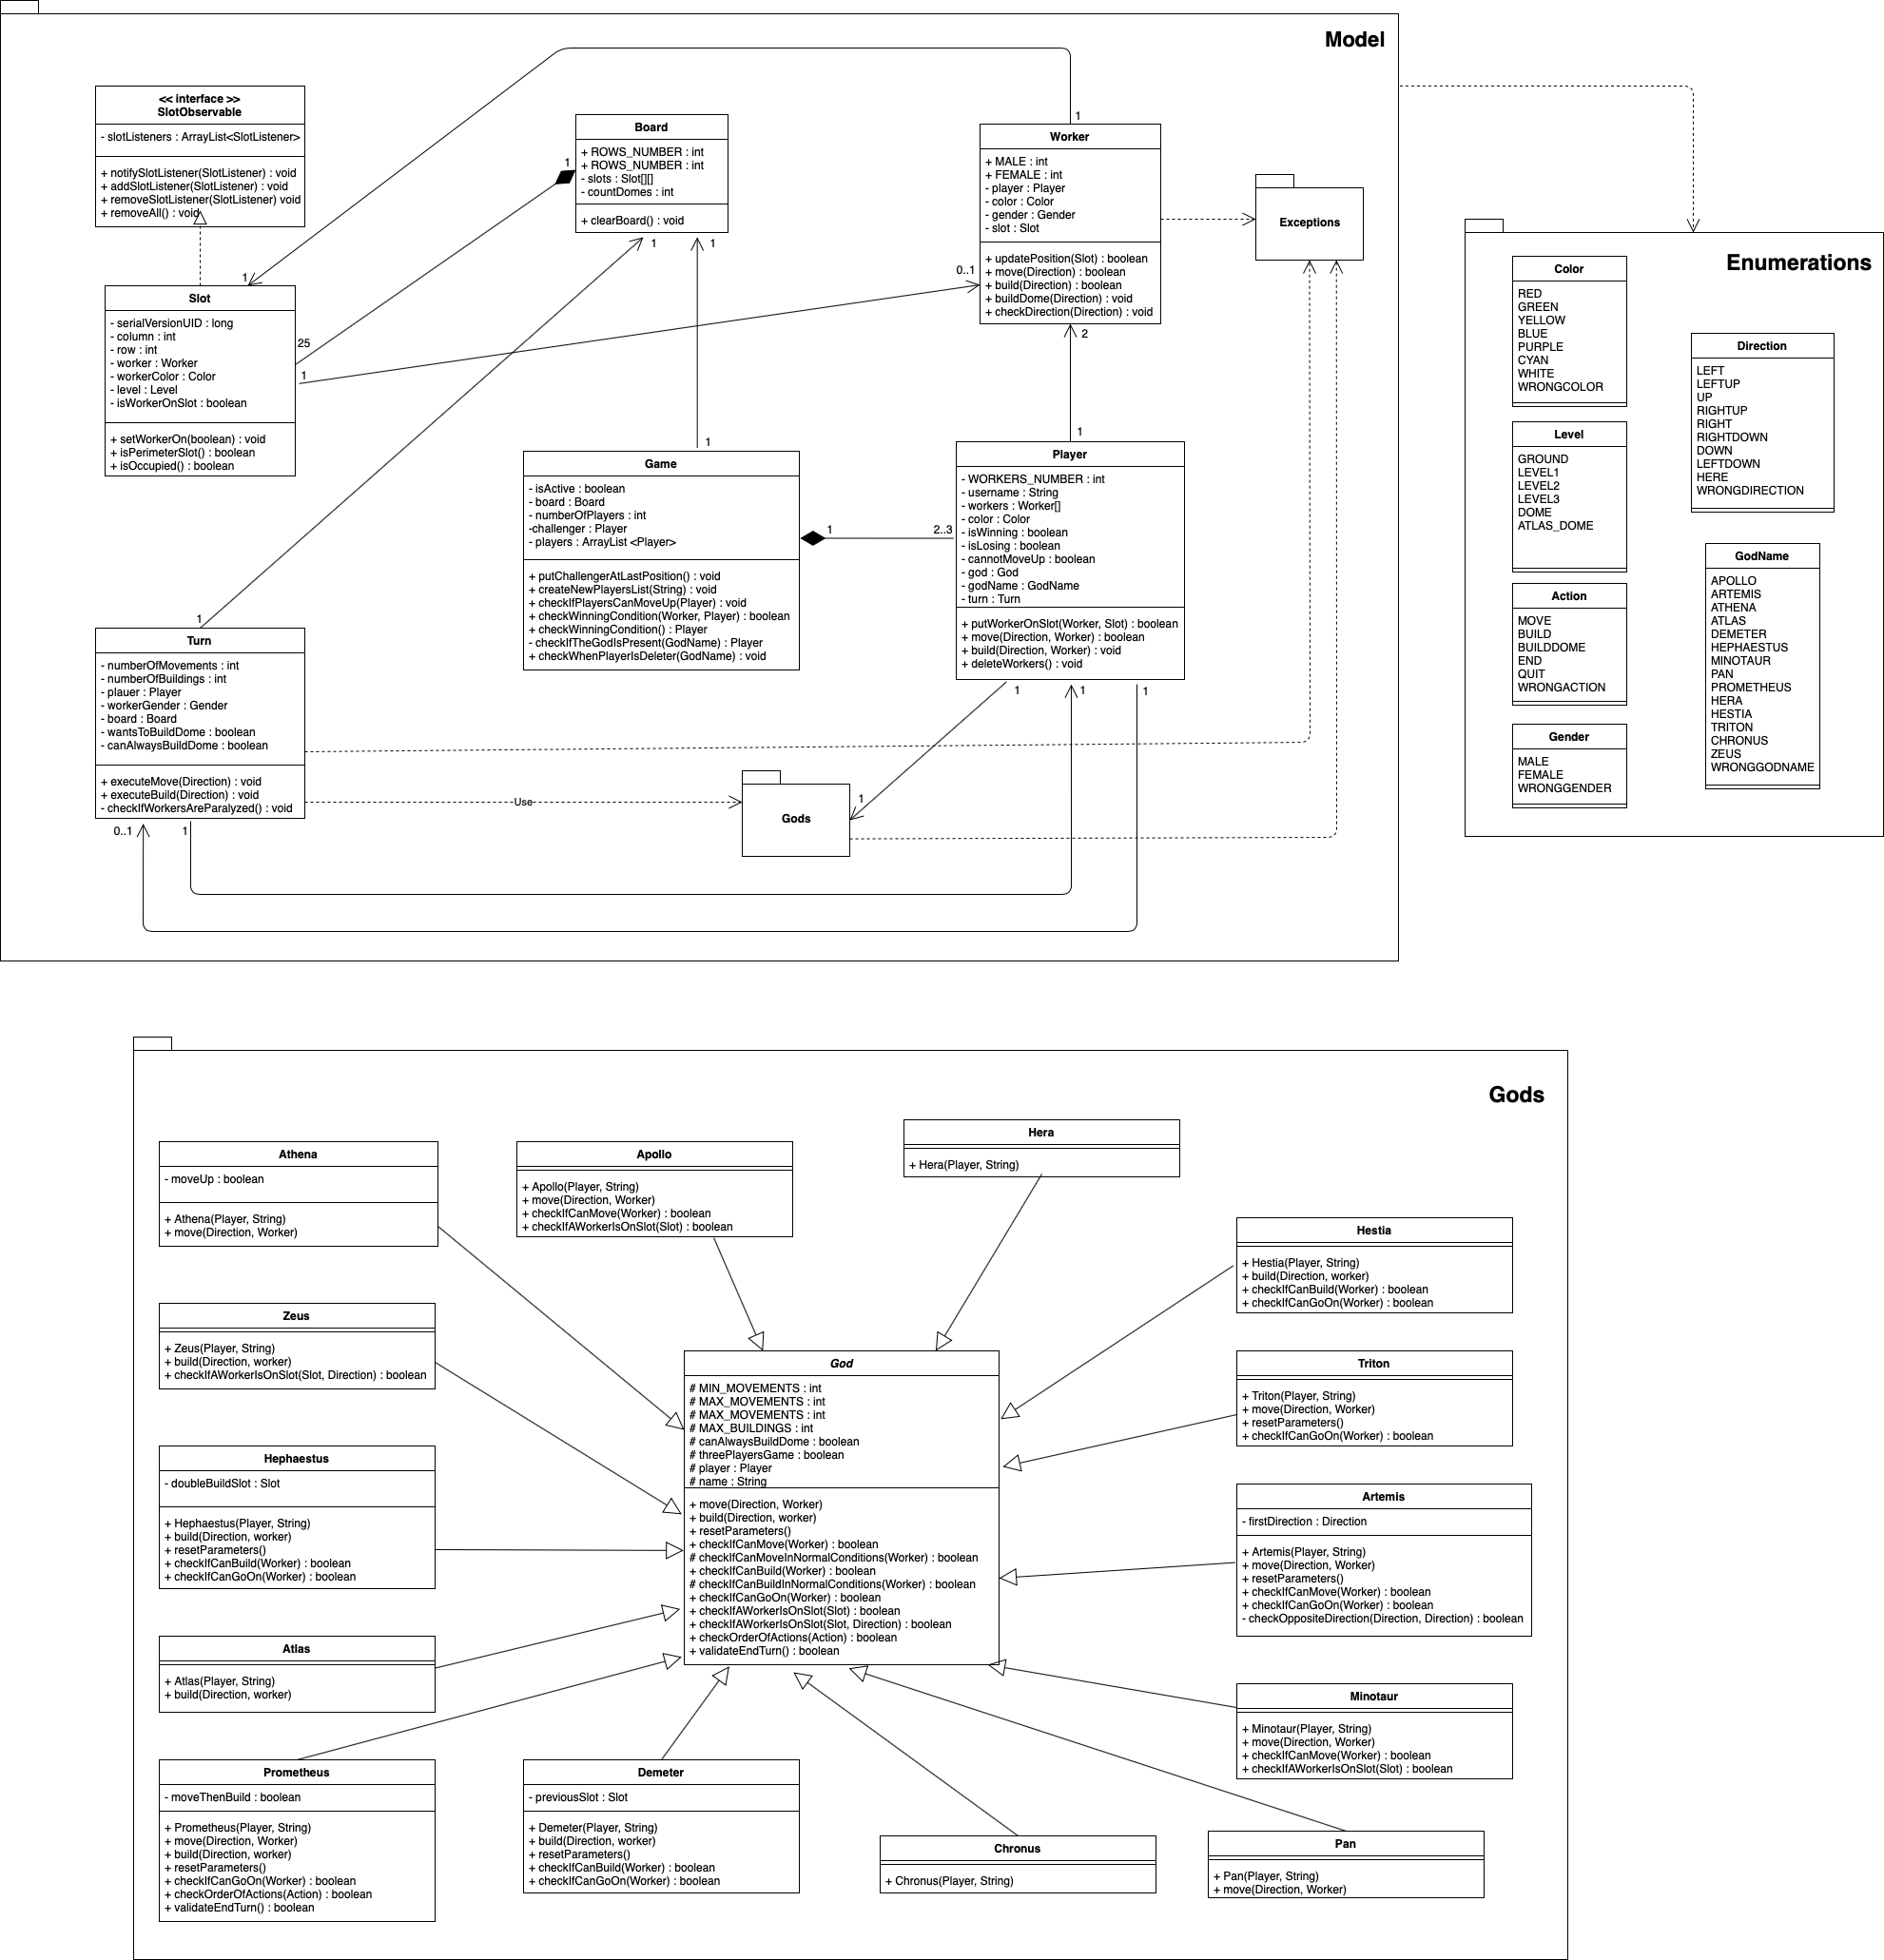 Model
<< interface >>
SlotObservable
- slotListeners : ArrayList<SlotListener>
+ notifySlotListener(SlotListener) : void
+ addSlotListener(SlotListener) : void
+ removeSlotListener(SlotListener) void
+ removeAll() : void
Board
+ ROWS_NUMBER : int
+ ROWS_NUMBER : int
- slots : Slot[][]
- countDomes : int
+ clearBoard() : void
1
1
1
1
Worker
+ MALE : int
+ FEMALE : int
- player : Player
- color : Color
- gender : Gender
- slot : Slot
+ updatePosition(Slot) : boolean
+ move(Direction) : boolean
+ build(Direction) : boolean
+ buildDome(Direction) : void
+ checkDirection(Direction) : void
0..1
2
Exceptions
1
Slot
- serialVersionUID : long
- column : int
- row : int
- worker : Worker
- workerColor : Color
- level : Level
- isWorkerOnSlot : boolean
+ setWorkerOn(boolean) : void
+ isPerimeterSlot() : boolean
+ isOccupied() : boolean
25
1
1
Game
- isActive : boolean
- board : Board
- numberOfPlayers : int
-challenger : Player
- players : ArrayList <Player>
+ putChallengerAtLastPosition() : void
+ createNewPlayersList(String) : void
+ checkIfPlayersCanMoveUp(Player) : void
+ checkWinningCondition(Worker, Player) : boolean
+ checkWinningCondition() : Player
- checkIfTheGodIsPresent(GodName) : Player
+ checkWhenPlayerIsDeleter(GodName) : void
1
2..3
1
Player
- WORKERS_NUMBER : int
- username : String
- workers : Worker[]
- color : Color
- isWinning : boolean
- isLosing : boolean
- cannotMoveUp : boolean
- god : God
- godName : GodName
- turn : Turn
+ putWorkerOnSlot(Worker, Slot) : boolean
+ move(Direction, Worker) : boolean
+ build(Direction, Worker) : void
+ deleteWorkers() : void
1
1
1
1
Turn
- numberOfMovements : int
- numberOfBuildings : int
- plauer : Player
- workerGender : Gender
- board : Board
- wantsToBuildDome : boolean
- canAlwaysBuildDome : boolean
+ executeMove(Direction) : void
+ executeBuild(Direction) : void
- checkIfWorkersAreParalyzed() : void
0..1
1
Use
1
Gods
Enumerations
Color
RED
GREEN
YELLOW
BLUE
PURPLE
CYAN
WHITE
WRONGCOLOR
Level
GROUND
LEVEL1
LEVEL2
LEVEL3
DOME
ATLAS_DOME
Action
MOVE
BUILD
BUILDDOME
END
QUIT
WRONGACTION
Gender
MALE
FEMALE
WRONGGENDER
Direction
LEFT
LEFTUP
UP
RIGHTUP
RIGHT
RIGHTDOWN
DOWN
LEFTDOWN
HERE
WRONGDIRECTION
GodName
APOLLO
ARTEMIS
ATHENA
ATLAS
DEMETER
HEPHAESTUS
MINOTAUR
PAN
PROMETHEUS
HERA
HESTIA
TRITON
CHRONUS
ZEUS
WRONGGODNAME
Gods
Athena
- moveUp : boolean
+ Athena(Player, String)
+ move(Direction, Worker)
Apollo
+ Apollo(Player, String)
+ move(Direction, Worker)
+ checkIfCanMove(Worker) : boolean
+ checkIfAWorkerIsOnSlot(Slot) : boolean
Hera
+ Hera(Player, String)
Hestia
+ Hestia(Player, String)
+ build(Direction, worker)
+ checkIfCanBuild(Worker) : boolean
+ checkIfCanGoOn(Worker) : boolean
Zeus
+ Zeus(Player, String)
+ build(Direction, worker)
+ checkIfAWorkerIsOnSlot(Slot, Direction) : boolean
God
# MIN_MOVEMENTS : int
# MAX_MOVEMENTS : int
# MAX_MOVEMENTS : int
# MAX_BUILDINGS : int
# canAlwaysBuildDome : boolean
# threePlayersGame : boolean
# player : Player
# name : String
+ move(Direction, Worker)
+ build(Direction, worker)
+ resetParameters()
+ checkIfCanMove(Worker) : boolean
# checkIfCanMoveInNormalConditions(Worker) : boolean
+ checkIfCanBuild(Worker) : boolean
# checkIfCanBuildInNormalConditions(Worker) : boolean
+ checkIfCanGoOn(Worker) : boolean
+ checkIfAWorkerIsOnSlot(Slot) : boolean
+ checkIfAWorkerIsOnSlot(Slot, Direction) : boolean
+ checkOrderOfActions(Action) : boolean
+ validateEndTurn() : boolean
Triton
+ Triton(Player, String)
+ move(Direction, Worker)
+ resetParameters()
+ checkIfCanGoOn(Worker) : boolean
Hephaestus
- doubleBuildSlot : Slot
+ Hephaestus(Player, String)
+ build(Direction, worker)
+ resetParameters()
+ checkIfCanBuild(Worker) : boolean
+ checkIfCanGoOn(Worker) : boolean
Artemis
- firstDirection : Direction
+ Artemis(Player, String)
+ move(Direction, Worker)
+ resetParameters()
+ checkIfCanMove(Worker) : boolean
+ checkIfCanGoOn(Worker) : boolean
- checkOppositeDirection(Direction, Direction) : boolean
Atlas
+ Atlas(Player, String)
+ build(Direction, worker)
Minotaur
+ Minotaur(Player, String)
+ move(Direction, Worker)
+ checkIfCanMove(Worker) : boolean
+ checkIfAWorkerIsOnSlot(Slot) : boolean
Prometheus
- moveThenBuild : boolean
+ Prometheus(Player, String)
+ move(Direction, Worker)
+ build(Direction, worker)
+ resetParameters()
+ checkIfCanGoOn(Worker) : boolean
+ checkOrderOfActions(Action) : boolean
+ validateEndTurn() : boolean
Demeter
- previousSlot : Slot
+ Demeter(Player, String)
+ build(Direction, worker)
+ resetParameters()
+ checkIfCanBuild(Worker) : boolean
+ checkIfCanGoOn(Worker) : boolean
Chronus
+ Chronus(Player, String)
Pan
+ Pan(Player, String)
+ move(Direction, Worker)